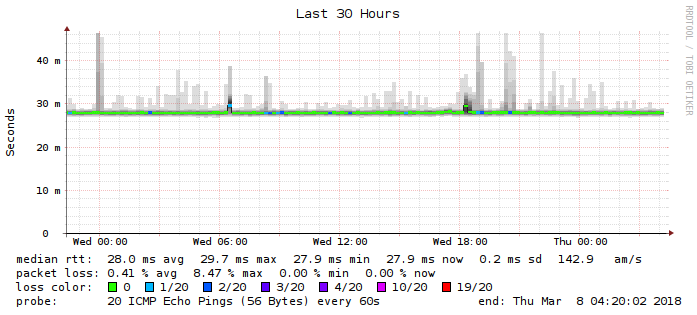 Last 30 Hours
RRDTOOL / TOBI OETIKER
Seconds
40 m
30 m
20 m
10 m
0
Wed 00:00 Wed 06:00 Wed 12:00 Wed 18:00 Thu 00:00
median rtt: 28.0 ms avg 29.7 ms max 27.9 ms min 27.9 ms now 0.2 ms sd 142.9 am/s
packet loss: 0.41 % avg 8.47 % max 0.00 % min 0.00 % now
loss color: 0 1/20 2/20 3/20 4/20 10/20 19/20
probe: 20 ICMP Echo Pings (56 Bytes) every 60s end: Thu Mar 8 04:20:02 2018